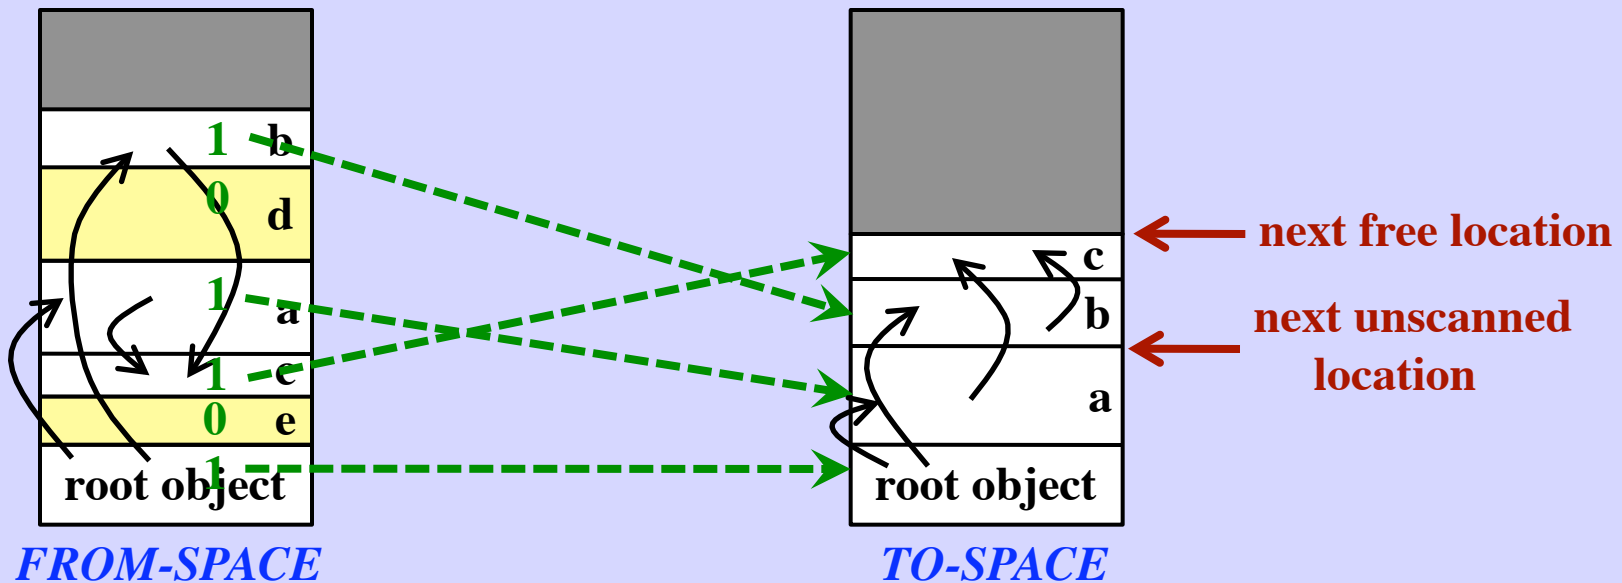 1 b
0
d
1
a
1 c
0 e
1
root object
FROM-SPACE
c
b
a
root object
TO-SPACE
next free location
next unscanned
location